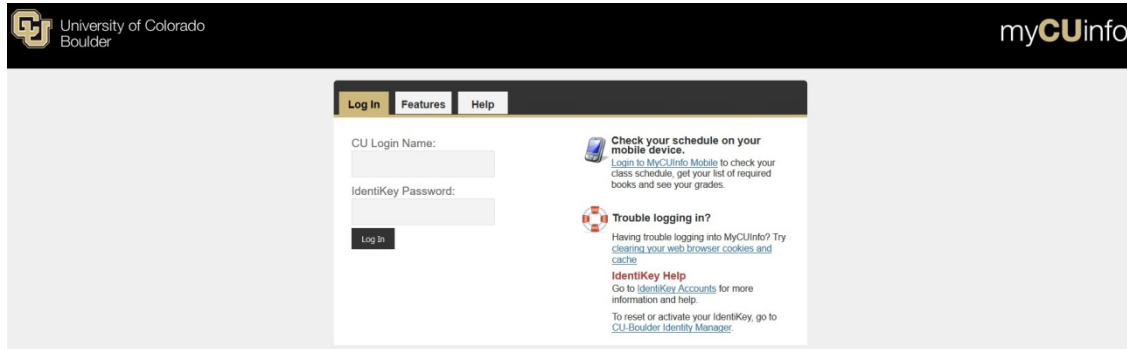 CU University of Colorado
Boulder
myCUinfo
Log In Features Help
CU Login Name:
IdentiKey Password:
Log In
Check your schedule on your
mobile device.
Login to MyCUInfo Mobile to check your
class schedule, get your list of required
books and see your grades.
Trouble logging in?
Having trouble logging into MyCUInfo? Try
clearing your web browser cookies and
cache
IdentiKey Help
Go to IdentiKey Accounts for more
information and help.
To reset or activate your IdentiKey, go to
CU-Boulder Identity Manager.